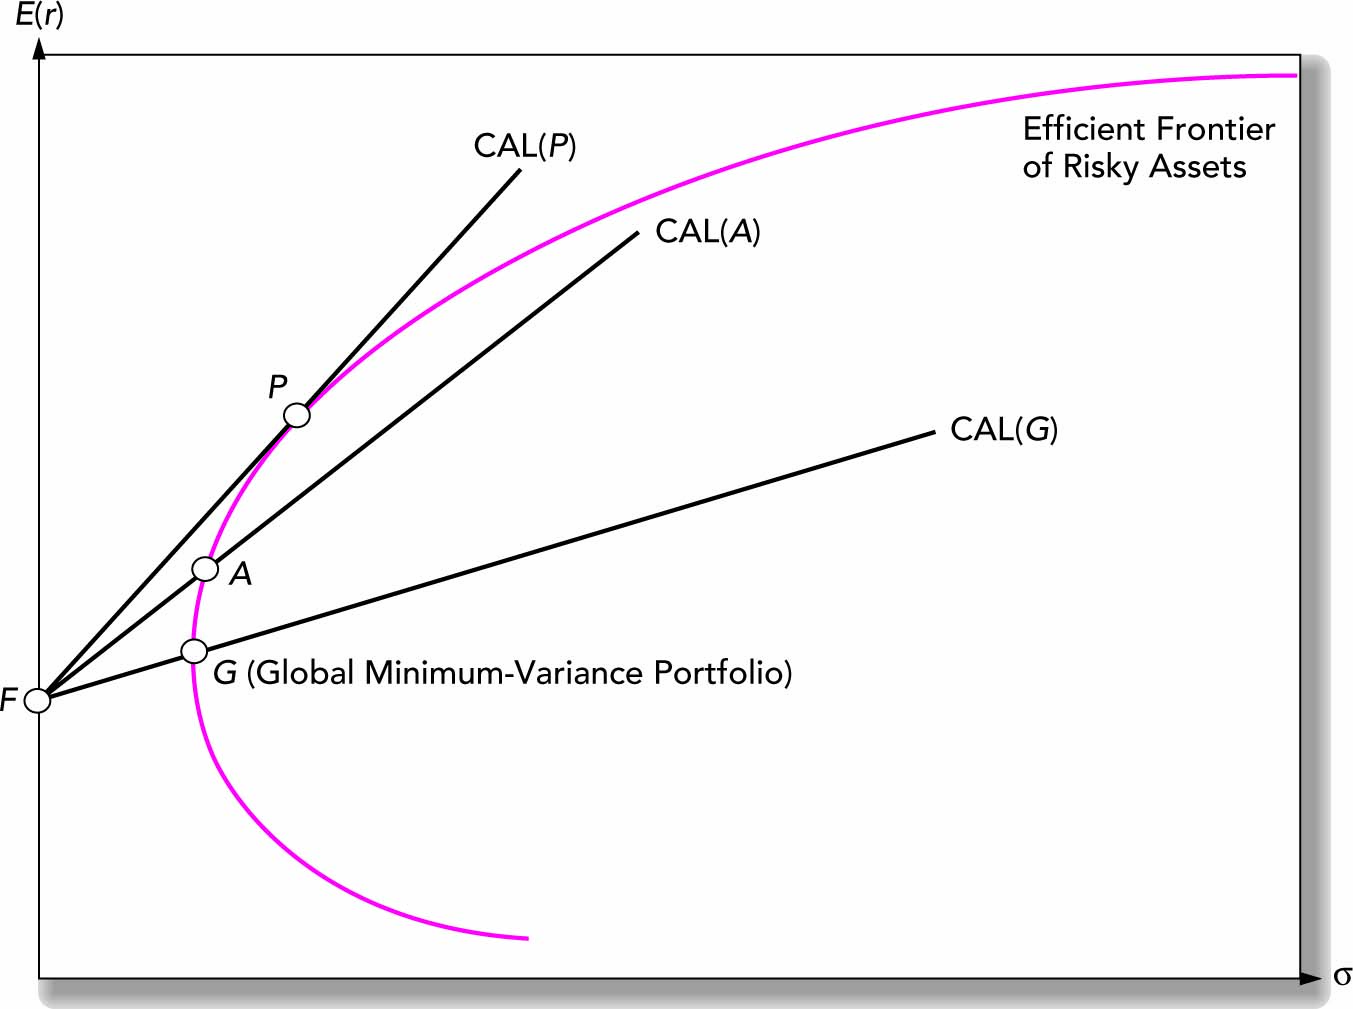 E(r)
CAL(P)
Efficient Frontier
of Risky Assets
CAL(A)
P
CAL(G)
A
G (Global Minimum-Variance Portfolio)
F
σ